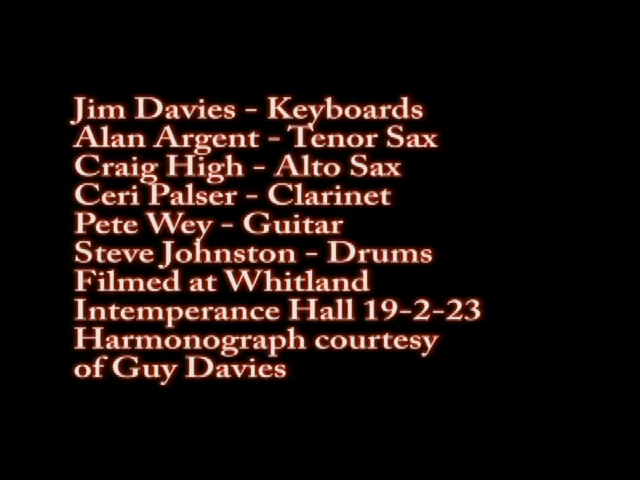 Jim Davies - Keyboards
Alan Argent - Tenor Sax
Craig High - Alto Sax
Ceri Palser - Clarinet
Pete Wey - Guitar
Steve Johnston - Drums
Filmed at Whitland
Intemperance Hall 19-2-23
Harmonograph courtesy
of Guy Davies